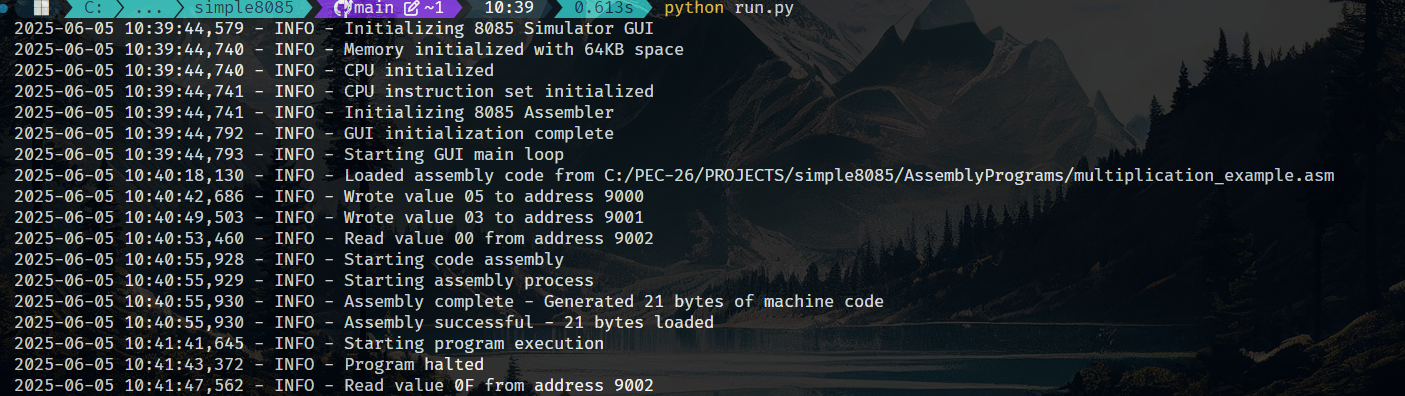 C: ... simple8085 main ~1 10:39 0.613s python run.py
2025-06-05 10:39:44,579 - INFO - Initializing 8085 Simulator GUI
2025-06-05 10:39:44,740 - INFO - Memory initialized with 64KB space
2025-06-05 10:39:44,740 - INFO - CPU initialized
2025-06-05 10:39:44,741 - INFO - CPU instruction set initialized
2025-06-05 10:39:44,741 - INFO - Initializing 8085 Assembler
2025-06-05 10:39:44,792 - INFO - GUI initialization complete
2025-06-05 10:39:44,793 - INFO - Starting GUI main loop
2025-06-05 10:40:18,130 - INFO - Loaded assembly code from C:/PEC-26/PROJECTS/simple8085/AssemblyPrograms/multiplication_example.asm
2025-06-05 10:40:42,686 - INFO - Wrote value 05 to address 9000
2025-06-05 10:40:49,503 - INFO - Wrote value 03 to address 9001
2025-06-05 10:40:53,460 - INFO - Read value 00 from address 9002
2025-06-05 10:40:55,928 - INFO - Starting code assembly
2025-06-05 10:40:55,929 - INFO - Starting assembly process
2025-06-05 10:40:55,930 - INFO - Assembly complete - Generated 21 bytes of machine code
2025-06-05 10:40:55,930 - INFO - Assembly successful - 21 bytes loaded
2025-06-05 10:41:41,645 - INFO - Starting program execution
2025-06-05 10:41:43,372 - INFO - Program halted
2025-06-05 10:41:47,562 - INFO - Read value 0F from address 9002